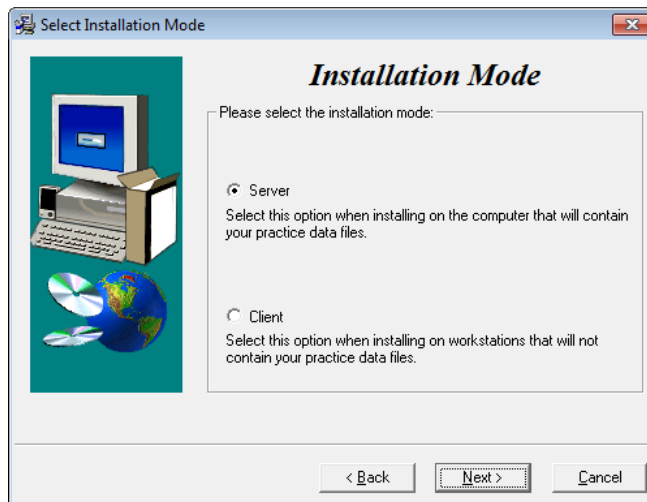 Select Installation Mode
Installation Mode
Please select the installation mode:
Server
Select this option when installing on the computer that will contain
your practice data files.
Client
Select this option when installing on workstations that will not
contain your practice data files.
< Back
Next >
Cancel